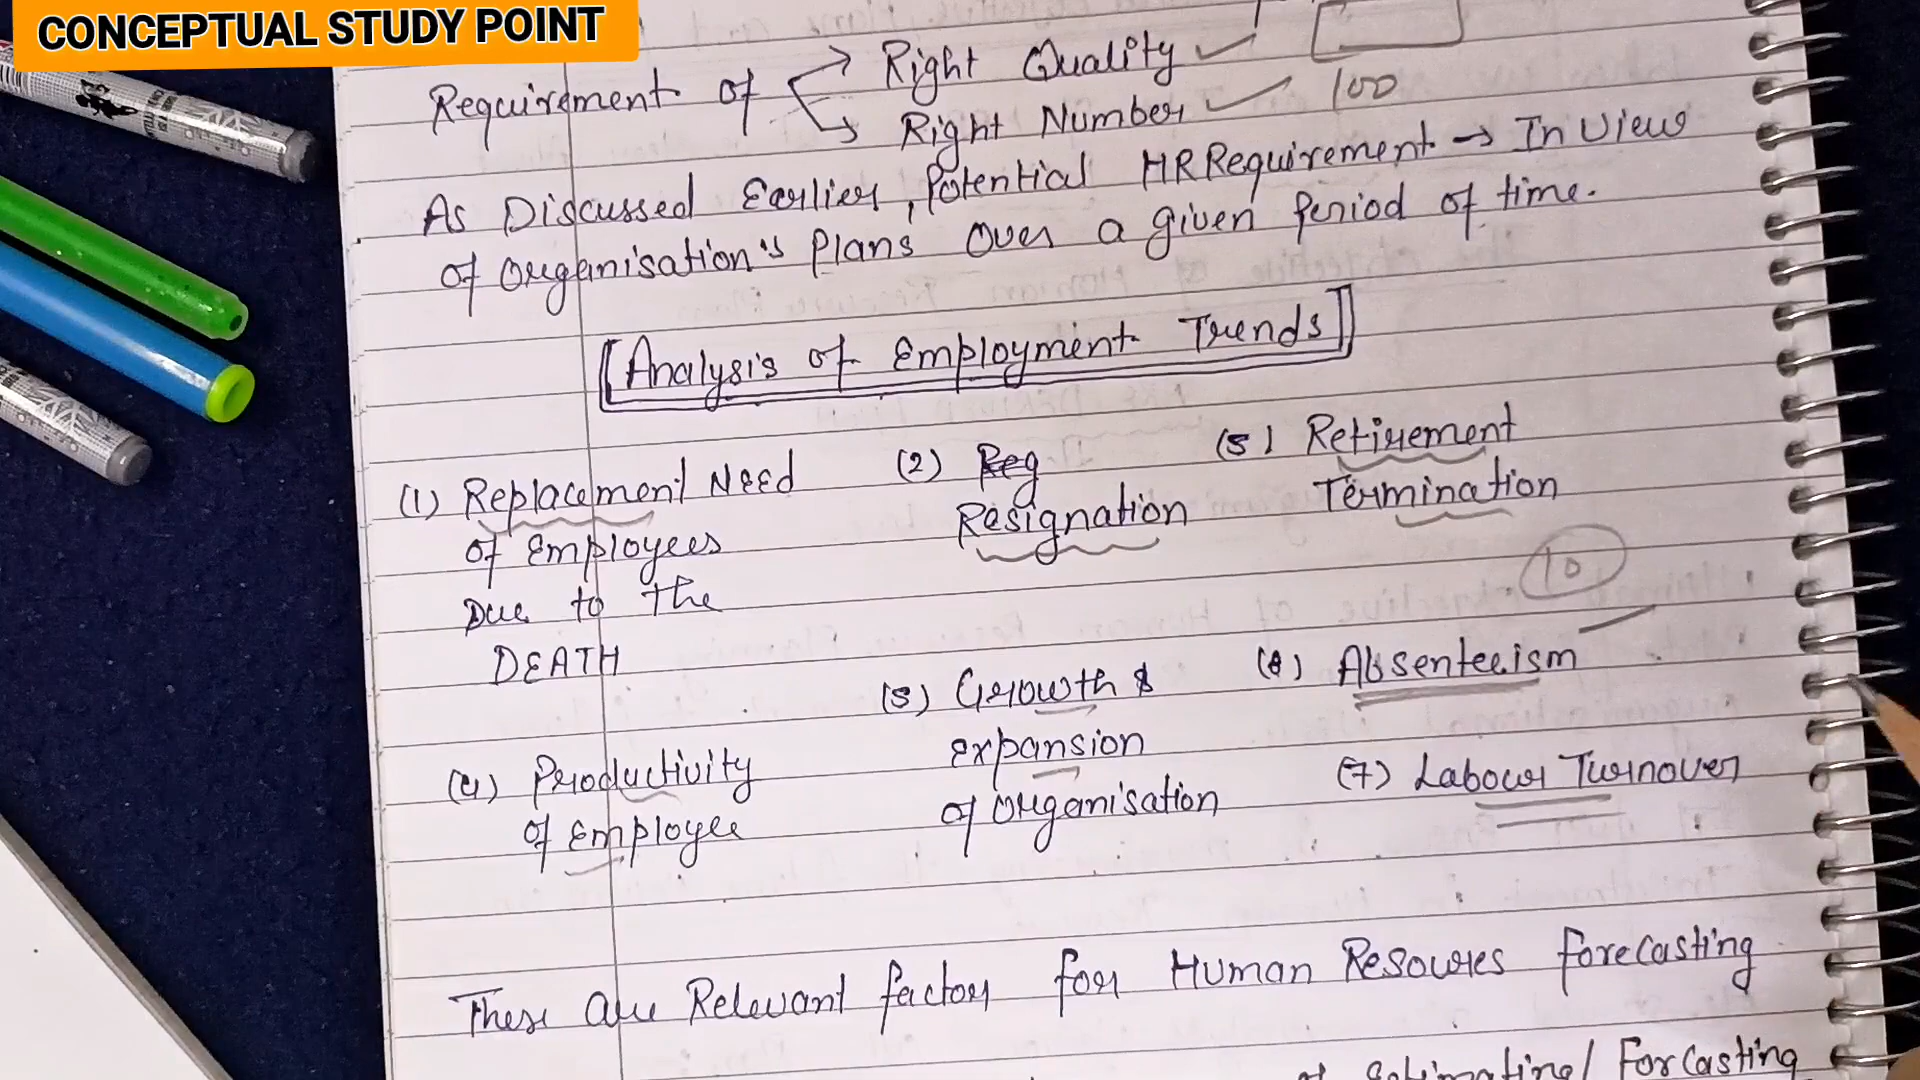 CONCEPTUAL STUDY POINT
Requirement of → Right Quality ✓
→ Right Number ✓ 100
As Discussed Earlier, Potential HR Requirement → In View
of Organisation's Plans Over a given Period of time.
[Analysis of Employment Trends]
(1) Replacement Need
of Employees
Due to The
DEATH
(2) Reg
Resignation
(3) Retirement
Termination
10
(4) Productivity
of Employee
(5) Growth &
expansion
of Organisation
(6) Absenteeism
(7) Labour Turnover
These are Relevant factor for Human Resources forecasting
Forcasting